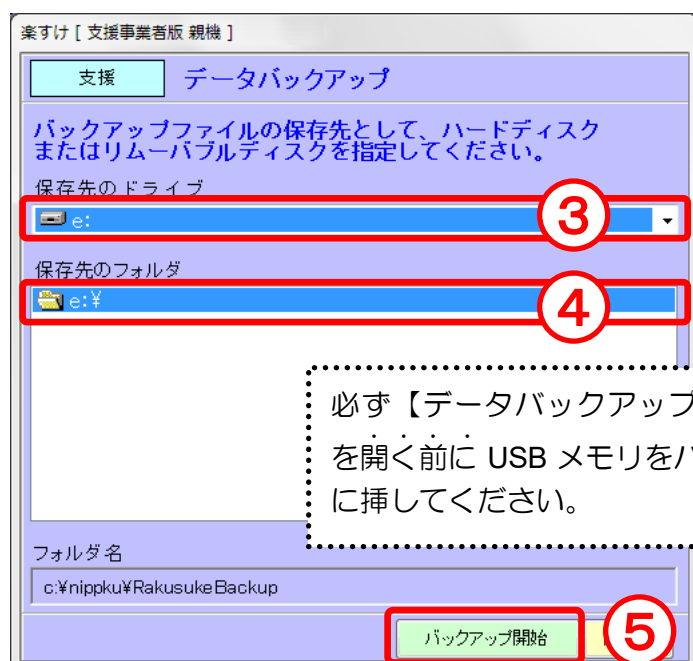 楽すけ [ 支援事業者版 親機 ]
支援 データバックアップ
バックアップファイルの保存先として、ハードディスク
またはリムーバブルディスクを指定してください。
保存先のドライブ
e: ③
保存先のフォルダ
e:¥ ④
必ず【データバックアップ
を開く前に USB メモリを
に挿してください。
フォルダ名
c:¥nippku¥RakusukeBackup
バックアップ開始 ⑤